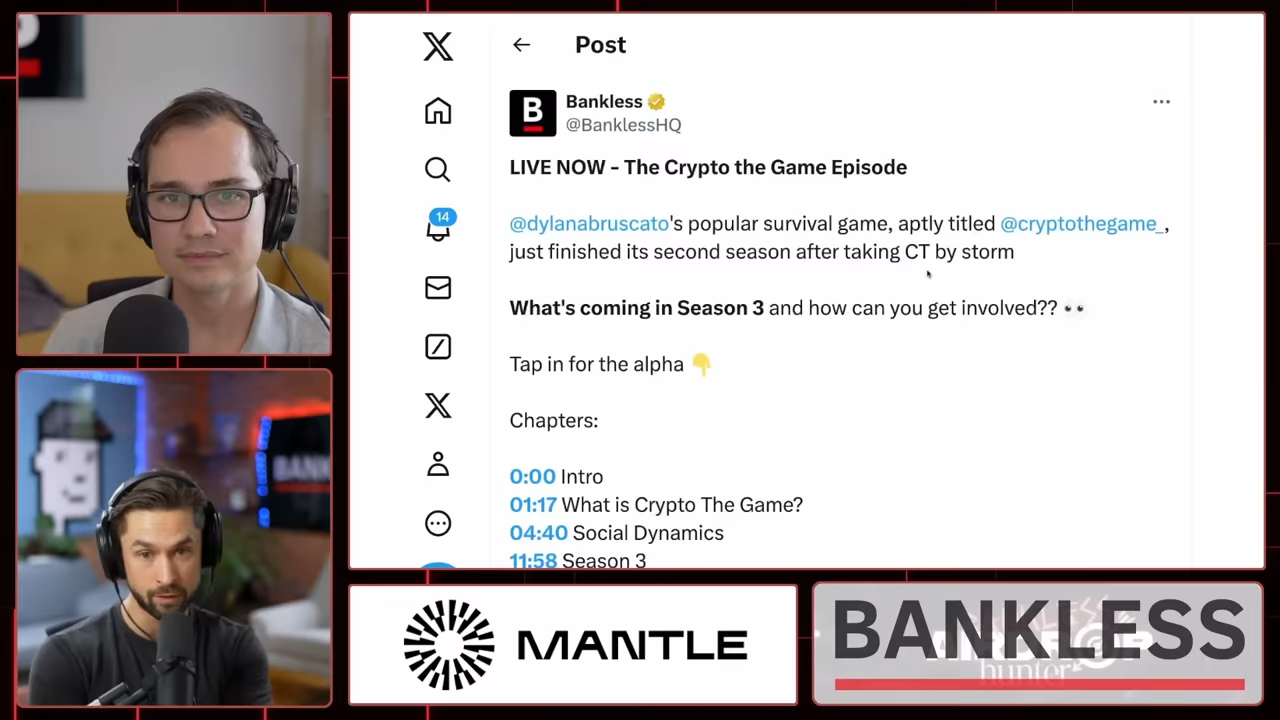 Post
Bankless
@BanklessHQ
LIVE NOW - The Crypto the Game Episode
@dylanabruscato's popular survival game, aptly titled @cryptothegame_,
just finished its second season after taking CT by storm
What's coming in Season 3 and how can you get involved?? 👀
Tap in for the alpha 👇
Chapters:
0:00 Intro
01:17 What is Crypto The Game?
04:40 Social Dynamics
11:58 Season 3
14
B
BANK
MANTLE
BANKLESS
hunter